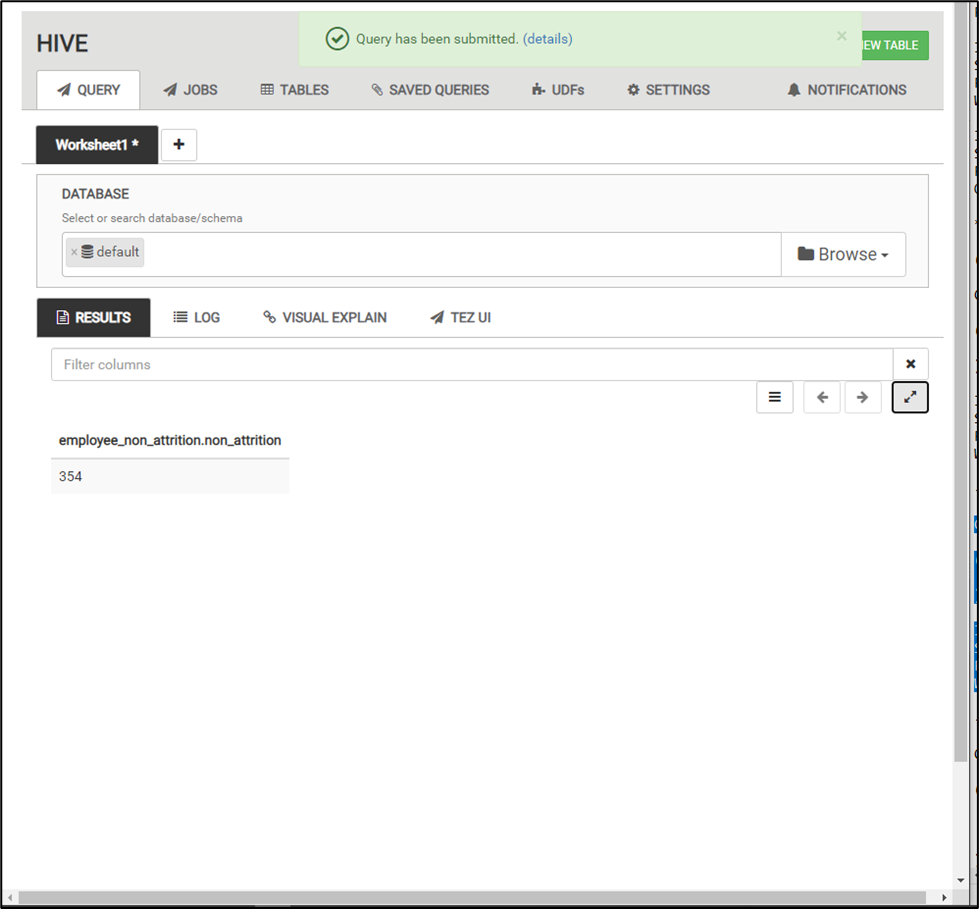 Query has been submitted. (details)
HIVE
EW TABLE
QUERY JOBS TABLES SAVED QUERIES UDFs SETTINGS NOTIFICATIONS
Worksheet1 *
DATABASE
Select or search database/schema
× default
Browse
RESULTS LOG VISUAL EXPLAIN TEZ UI
Filter columns
employee_non_attrition.non_attrition
354